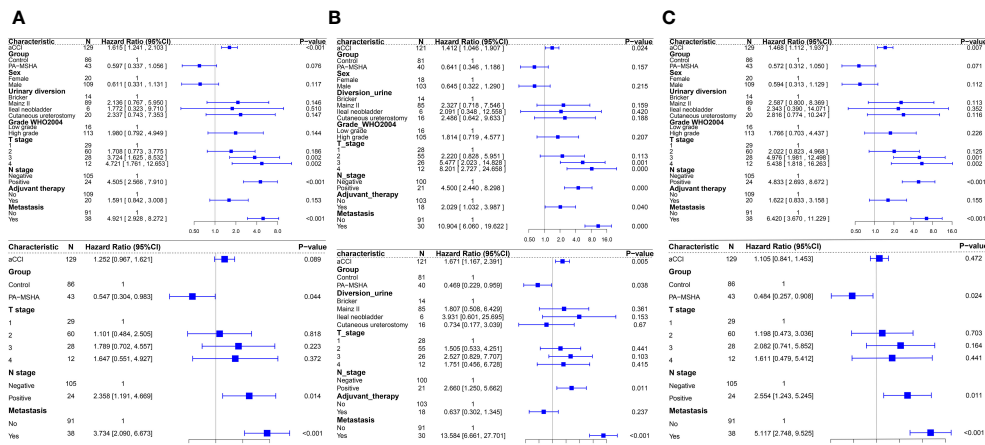 A
B
C
Characteristic N Hazard Ratio (95%CI) P−value
aCCI 129 1.615 [ 1.241 , 2.103 ] <0.001
Group
Control 86 1
PA−MSHA 43 0.597 [ 0.337 , 1.056 ] 0.076
Sex
Female 20 1
Male 109 0.611 [ 0.331 , 1.131 ] 0.117
Urinary diversion
Bricker 14 1
Mainz II 89 2.136 [ 0.767 , 5.950 ] 0.146
Ileal neobladder 6 1.772 [ 0.323 , 9.710 ] 0.510
Cutaneous ureterostomy 20 2.337 [ 0.743 , 7.353 ] 0.147
Grade WHO2004
Low grade 16 1
High grade 113 1.980 [ 0.792 , 4.949 ] 0.144
T stage
1 29 1
2 60 1.708 [ 0.773 , 3.775 ] 0.186
3 28 3.724 [ 1.625 , 8.532 ] 0.002
4 12 4.721 [ 1.761 , 12.653 ] 0.002
N stage
Negative 105 1
Positive 24 4.505 [ 2.566 , 7.910 ] <0.001
Adjuvant therapy
No 109 1
Yes 20 1.591 [ 0.842 , 3.008 ] 0.153
Metastasis
No 91 1
Yes 38 4.921 [ 2.928 , 8.272 ] <0.001
0.50 1.0 2.0 4.0 8.0
characteristic N Hazard Ratio (95%CI) P−value
aCCI 121 1.412 [ 1.046 , 1.907 ] 0.024
Group
Control 81 1
PA−MSHA 40 0.641 [ 0.346 , 1.186 ] 0.157
Sex
Female 18 1
Male 103 0.645 [ 0.322 , 1.290 ] 0.215
Diversion_urine
Bricker 14 1
Mainz II 85 2.327 [ 0.718 , 7.546 ] 0.159
Ileal neobladder 6 2.091 [ 0.348 , 12.558 ] 0.420
Cutaneous ureterostomy 16 2.486 [ 0.642 , 9.633 ] 0.188
Grade_WHO2004
Low grade 16 1
High grade 105 1.814 [ 0.719 , 4.577 ] 0.207
T_stage
1 28 1
2 55 2.220 [ 0.828 , 5.951 ] 0.113
3 26 5.477 [ 2.023 , 14.828 ] 0.001
4 12 8.201 [ 2.727 , 24.658 ] 0.000
N_stage
Negative 100 1
Positive 21 4.500 [ 2.440 , 8.298 ] 0.000
Adjuvant_therapy
No 103 1
Yes 18 2.029 [ 1.032 , 3.987 ] 0.040
Metastasis
No 91 1
Yes 30 10.904 [ 6.060 , 19.622 ] 0.000
0.50 1.0 2.0 4.0 8.0 16.0
Characteristic N Hazard Ratio (95%CI) P−value
aCCI 129 1.468 [ 1.112 , 1.937 ] 0.007
Group
Control 86 1
PA−MSHA 43 0.572 [ 0.312 , 1.050 ] 0.071
Sex
Female 20 1
Male 109 0.594 [ 0.313 , 1.129 ] 0.112
Urinary diversion
Bricker 14 1
Mainz II 89 2.587 [ 0.800 , 8.369 ] 0.113
Ileal neobladder 6 2.343 [ 0.390 , 14.071 ] 0.352
Cutaneous ureterostomy 20 2.816 [ 0.774 , 10.247 ] 0.116
Grade WHO2004
Low grade 16 1
High grade 113 1.766 [ 0.703 , 4.437 ] 0.226
T stage
1 29 1
2 60 2.022 [ 0.823 , 4.968 ] 0.125
3 28 4.976 [ 1.981 , 12.498 ] 0.001
4 12 5.438 [ 1.818 , 16.263 ] 0.002
N stage
Negative 105 1
Positive 24 4.833 [ 2.693 , 8.672 ] <0.001
Adjuvant therapy
No 109 1
Yes 20 1.622 [ 0.833 , 3.158 ] 0.155
Metastasis
No 91 1
Yes 38 6.420 [ 3.670 , 11.229 ] <0.001
0.50 1.0 2.0 4.0 8.0
Characteristic N Hazard Ratio (95%CI) P−value
aCCI 129 1.252 [0.967, 1.621] 0.089
Group
Control 86 1
PA−MSHA 43 0.547 [0.304, 0.983] 0.044
T stage
1 29 1
2 60 1.101 [0.484, 2.505] 0.818
3 28 1.789 [0.702, 4.557] 0.223
4 12 1.647 [0.551, 4.927] 0.372
N stage
Negative 105 1
Positive 24 2.358 [1.191, 4.669] 0.014
Metastasis
No 91 1
Yes 38 3.734 [2.090, 6.673] <0.001
characteristic N Hazard Ratio (95%CI) P−value
aCCI 121 1.671 [1.167, 2.391] 0.005
Group
Control 81 1
PA−MSHA 40 0.469 [0.229, 0.959] 0.038
Diversion_urine
Bricker 14 1
Mainz II 85 1.807 [0.508, 6.429] 0.361
Ileal neobladder 6 3.931 [0.601, 25.695] 0.153
Cutaneous ureterostomy 16 0.734 [0.177, 3.039] 0.67
T_stage
1 28 1
2 55 1.505 [0.533, 4.251] 0.441
3 26 2.527 [0.829, 7.707] 0.103
4 12 1.751 [0.456, 6.728] 0.415
N_stage
Negative 100 1
Positive 21 2.660 [1.250, 5.662] 0.011
Adjuvant_therapy
No 103 1
Yes 18 0.637 [0.302, 1.345] 0.237
Metastasis
No 91 1
Yes 30 13.584 [6.661, 27.701] <0.001
Characteristic N Hazard Ratio (95%CI) P−value
aCCI 129 1.105 [0.841, 1.453] 0.472
Group
Control 86 1
PA−MSHA 43 0.484 [0.257, 0.908] 0.024
T stage
1 29 1
2 60 1.198 [0.473, 3.036] 0.703
3 28 2.082 [0.741, 5.852] 0.164
4 12 1.611 [0.479, 5.412] 0.441
N stage
Negative 105 1
Positive 24 2.554 [1.243, 5.245] 0.011
Metastasis
No 91 1
Yes 38 5.117 [2.748, 9.525] <0.001